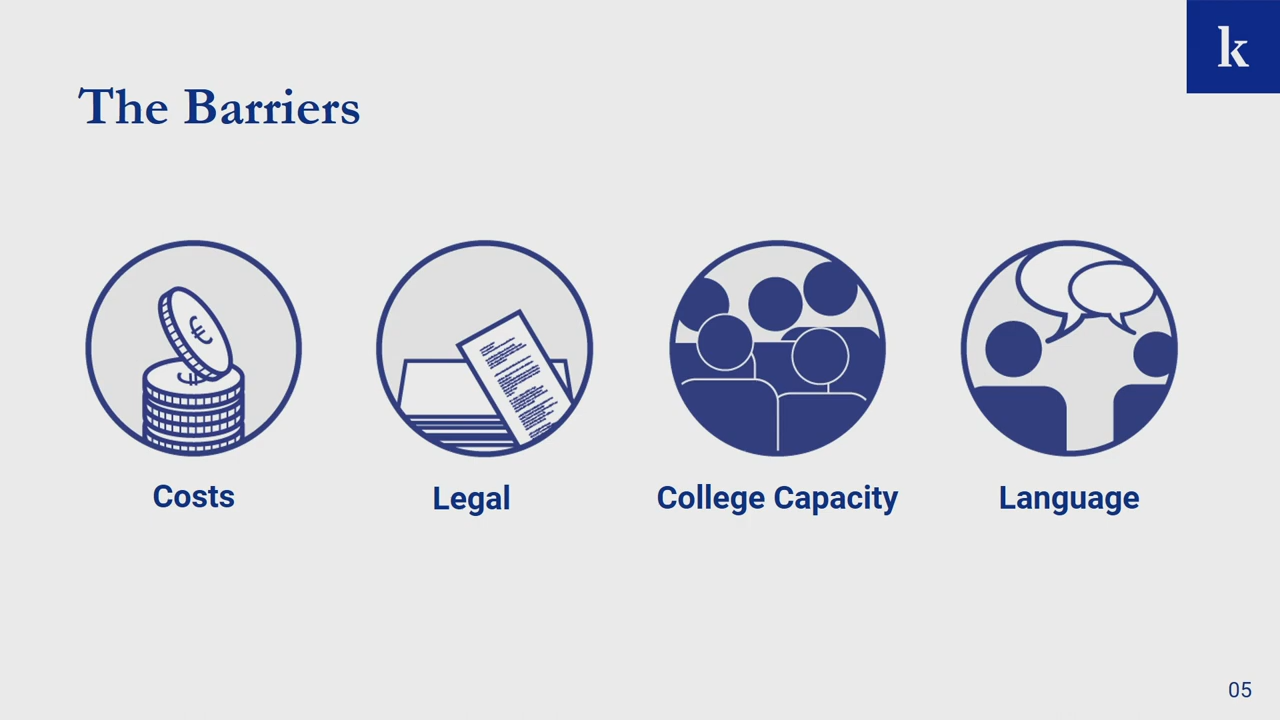 k
The Barriers
€
Costs
Legal
College Capacity
Language
05